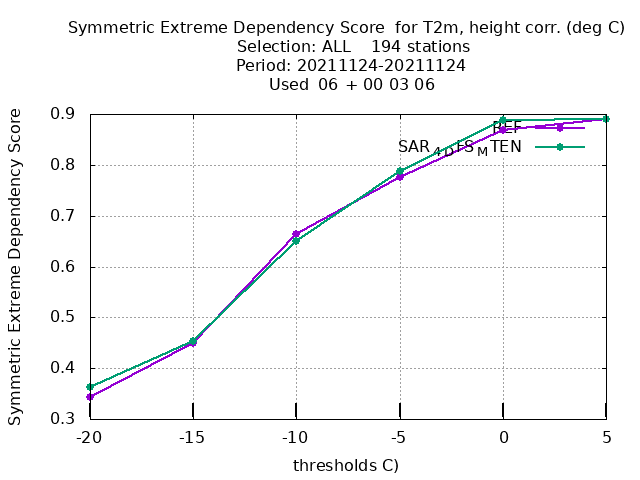 Symmetric Extreme Dependency Score  for T2m, height corr. (deg C)
Selection: ALL    194 stations
Period: 20211124-20211124
Used  06 + 00 03 06
Symmetric Extreme Dependency Score
0.9
0.8
0.7
0.6
0.5
0.4
0.3
REF
SAR4DFSMTEN
-20 -15 -10 -5 0 5
thresholds C)